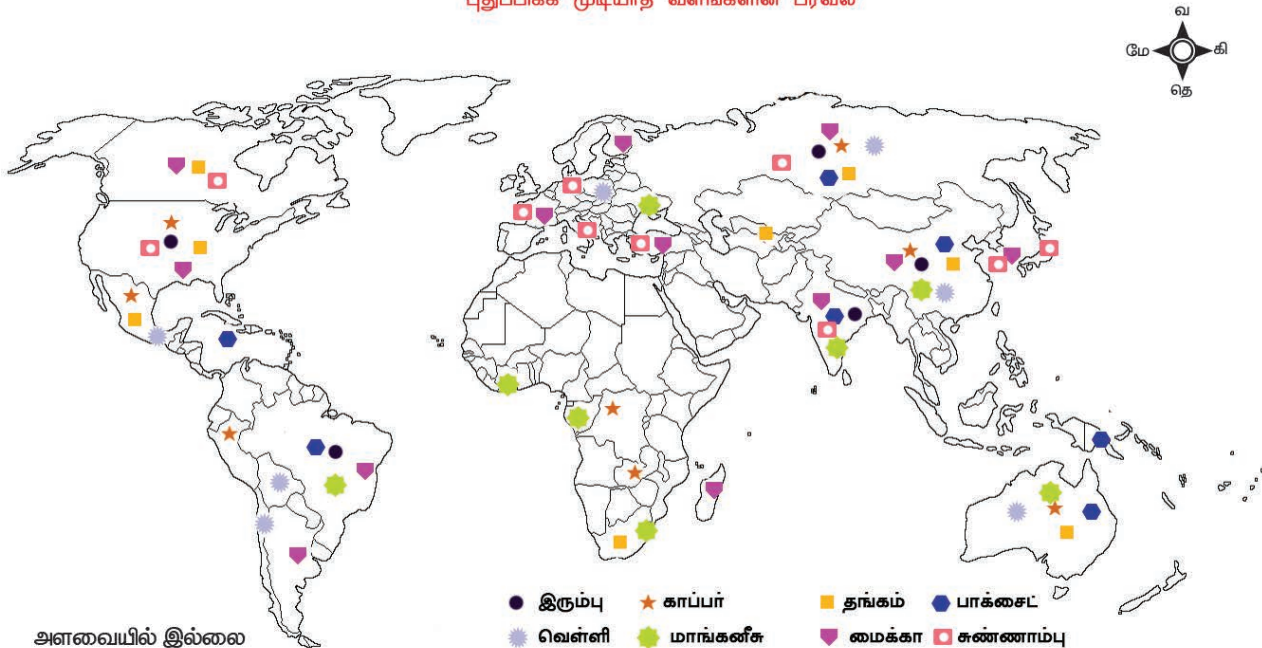 புதுப்பிக்க முடியாத வளங்களின் பரவல்
வ
மே கி
தெ
இரும்பு காப்பர் தங்கம் பாக்சைட்
வெள்ளி மாங்கனீசு மைக்கா சுண்ணாம்பு
அளவையில் இல்லை